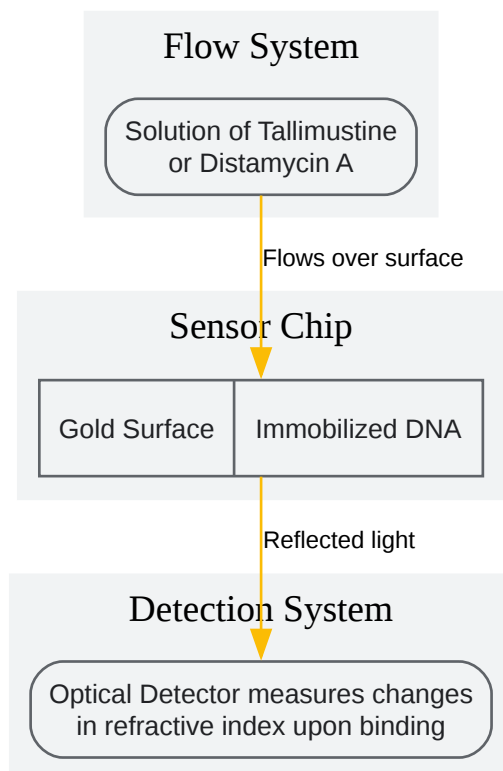 Flow System
Solution of Tallimustine
or Distamycin A
Flows over surface
Sensor Chip
Gold Surface
Immobilized DNA
Reflected light
Detection System
Optical Detector measures changes
in refractive index upon binding